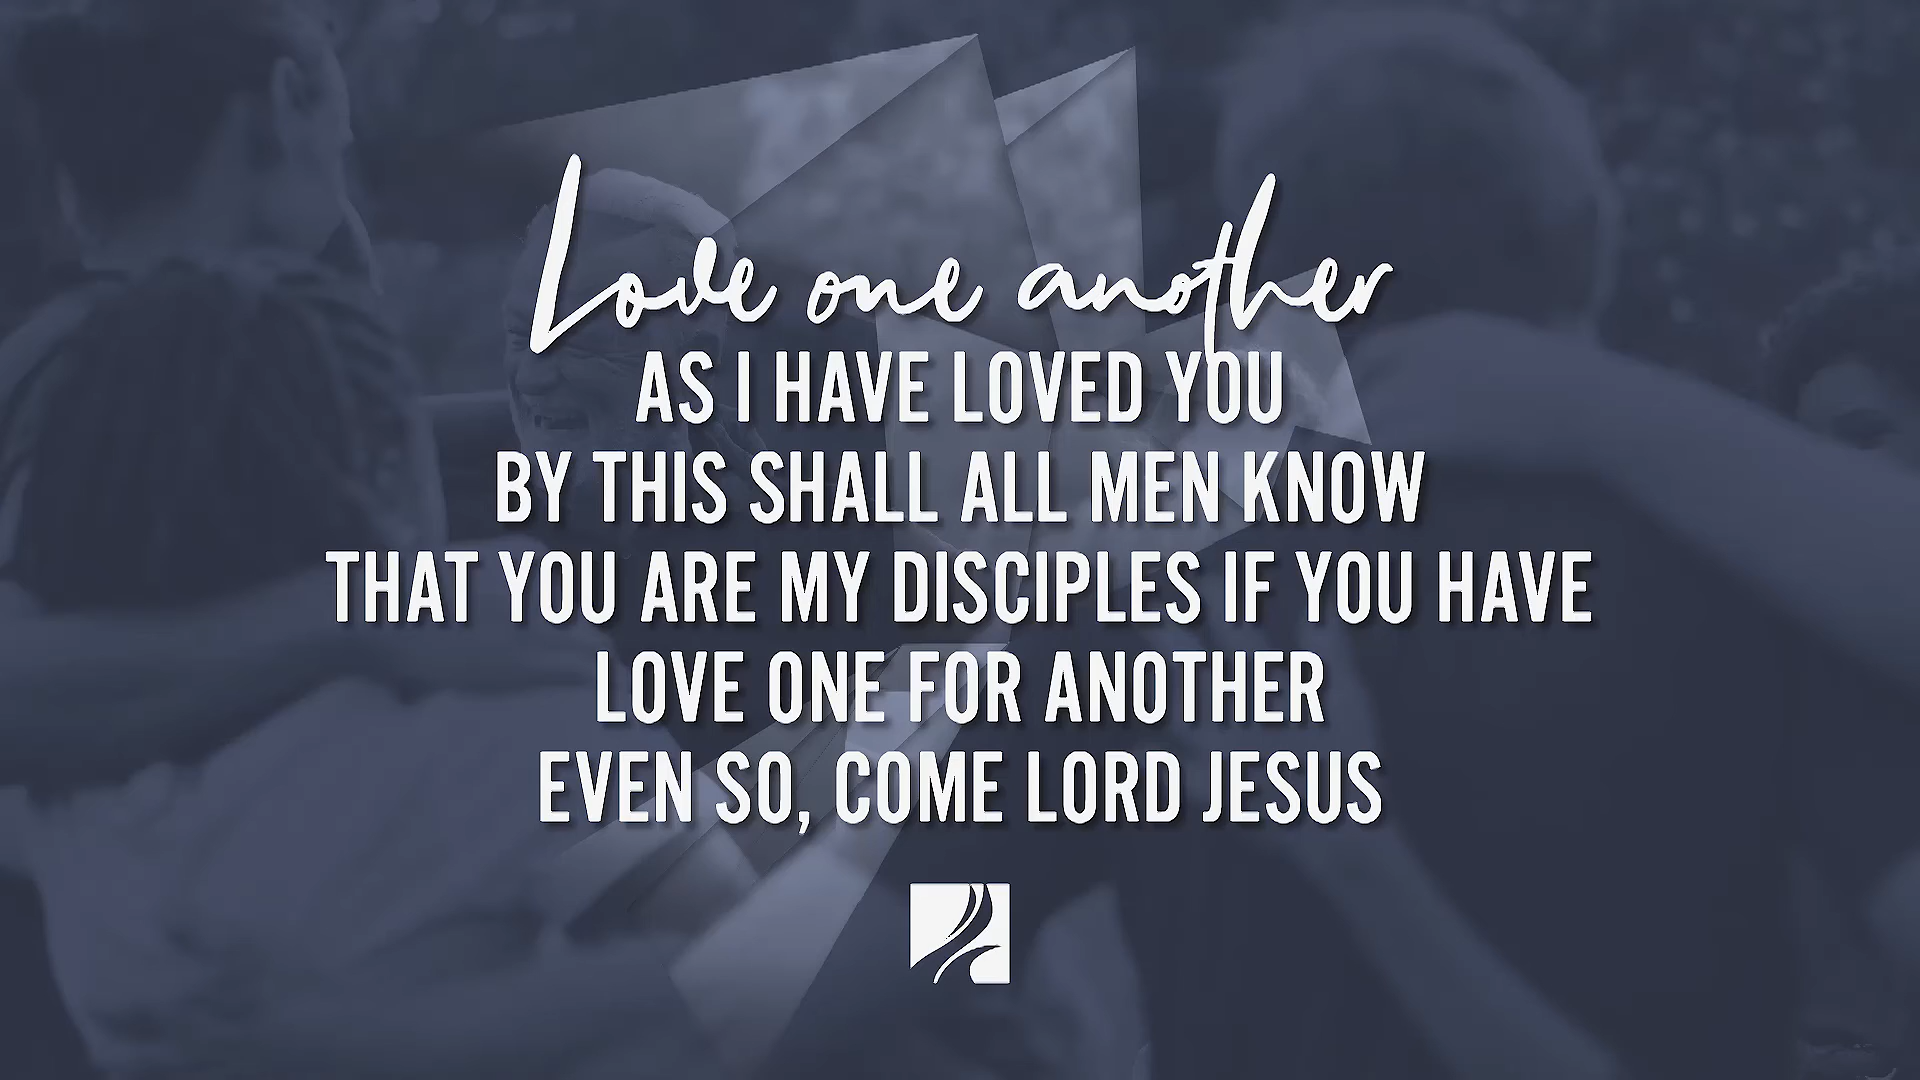 Love one another
AS I HAVE LOVED YOU
BY THIS SHALL ALL MEN KNOW
THAT YOU ARE MY DISCIPLES IF YOU HAVE
LOVE ONE FOR ANOTHER
EVEN SO, COME LORD JESUS